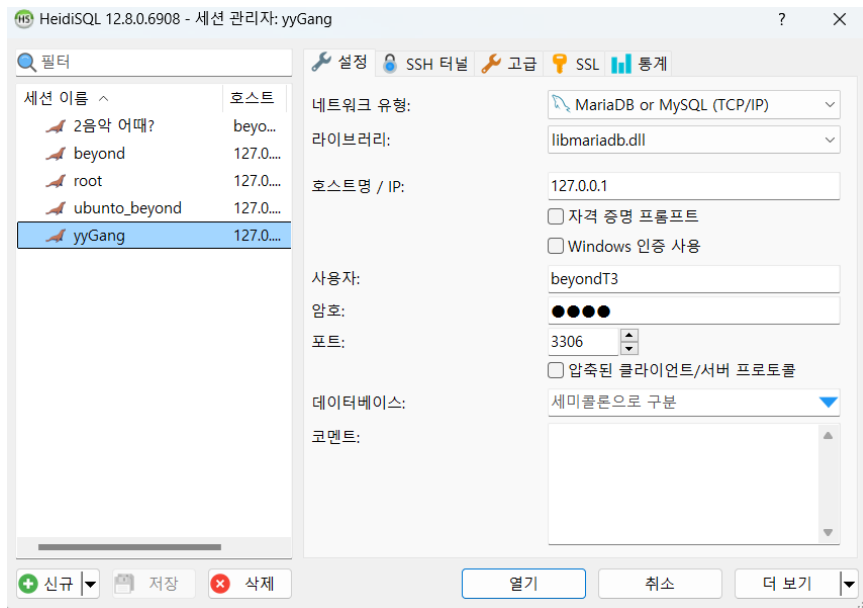 HS HeidiSQL 12.8.0.6908 - 세션 관리자: yyGang ? ×
필터
세션 이름 호스트
2음악 어때? beyo...
beyond 127.0....
root 127.0....
ubunto_beyond 127.0....
yyGang 127.0....
설정 SSH 터널 고급 SSL 통계
네트워크 유형: MariaDB or MySQL (TCP/IP)
라이브러리: libmariadb.dll
호스트명 / IP: 127.0.0.1
자격 증명 프롬프트
Windows 인증 사용
사용자: beyondT3
암호: ●●●●
포트: 3306
압축된 클라이언트/서버 프로토콜
데이터베이스: 세미콜론으로 구분
코멘트:
신규 저장 삭제 열기 취소 더 보기